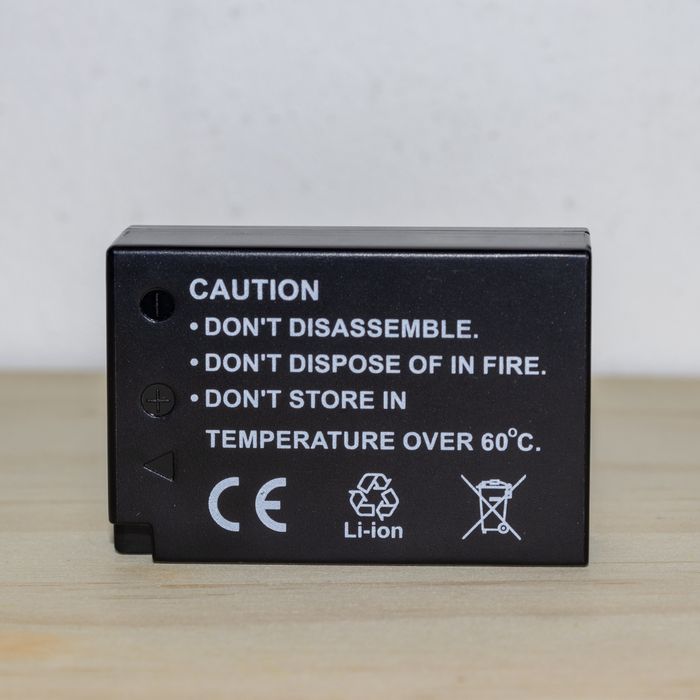 CAUTION
• DON'T DISASSEMBLE.
• DON'T DISPOSE OF IN FIRE.
• DON'T STORE IN
TEMPERATURE OVER 60°C.
CE
Li-ion